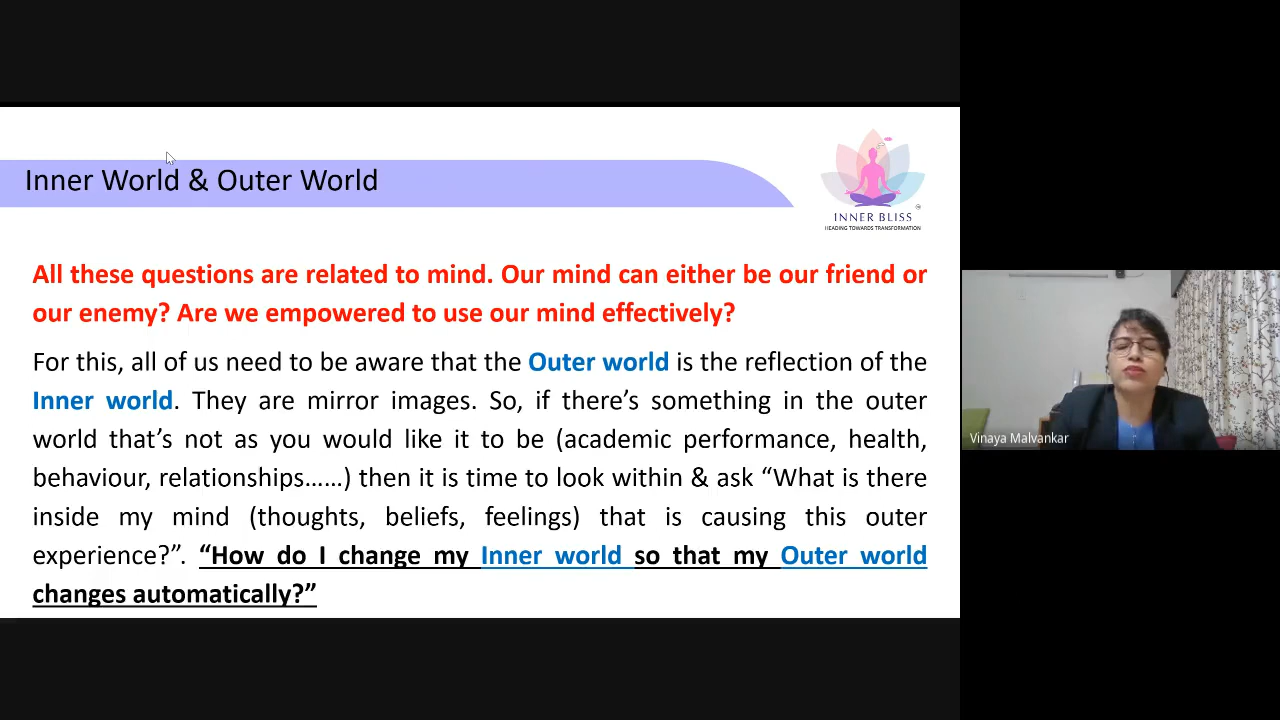 Inner World & Outer World
INNER BLISS
HEADING TOWARDS TRANSFORMATION
All these questions are related to mind. Our mind can either be our friend or
our enemy? Are we empowered to use our mind effectively?
For this, all of us need to be aware that the Outer world is the reflection of the
Inner world. They are mirror images. So, if there’s something in the outer
world that’s not as you would like it to be (academic performance, health,
behaviour, relationships……) then it is time to look within & ask “What is there
inside my mind (thoughts, beliefs, feelings) that is causing this outer
experience?”. “How do I change my Inner world so that my Outer world
changes automatically?”
Vinaya Malvankar